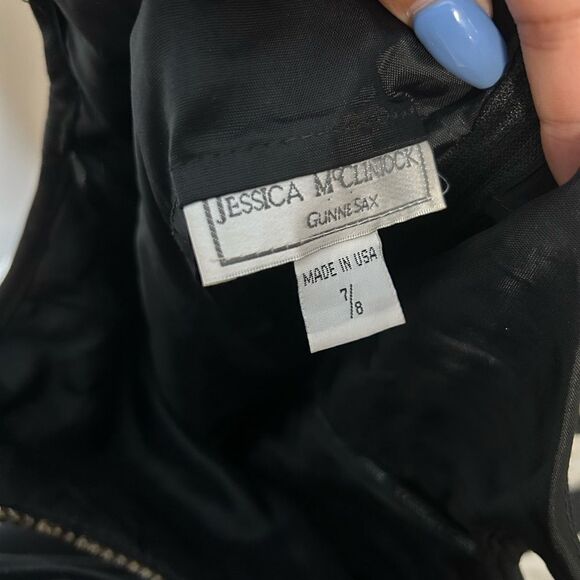 JESSICA McCLINTOCK
GUNNE SAX
MADE IN USA
7/8